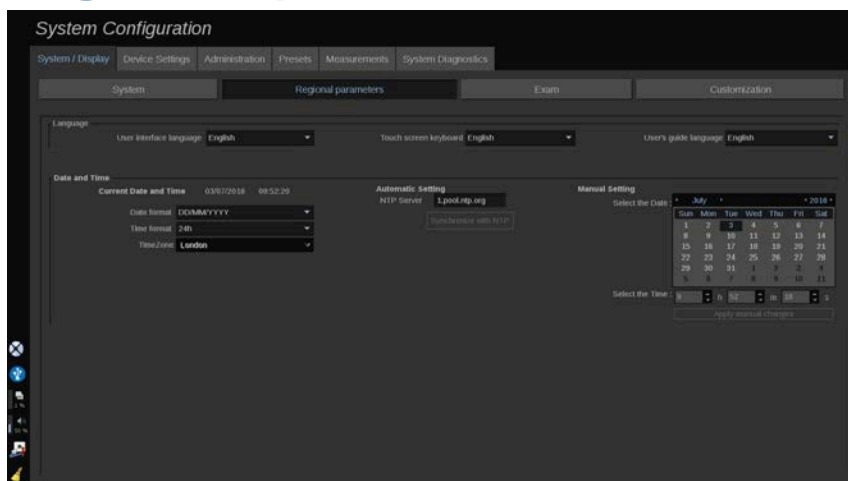 System Configuration
System / Display Device Settings Administration Presets Measurements System Diagnostics
System Regional parameters Exam Customization
Language
User interface language English Touch screen keyboard English User's guide language English
Date and Time
Current Date and Time 03/07/2018 09:52:20
Automatic Setting
Manual Setting
NTP Server 1.pool.ntp.org
Select the Date : July 2018
Date format DD/MM/YYYY
Synchronize with NTP
Time format 24h
TimeZone London
Sun Mon Tue Wed Thu Fri Sat
1 2 3 4 5 6 7
8 9 10 11 12 13 14
15 16 17 18 19 20 21
22 23 24 25 26 27 28
29 30 31 1 2 3 4
5 6 7 8 9 10 11
Select the Time : 9 h 52 m 18 s
Apply manual changes
1 %
50 %